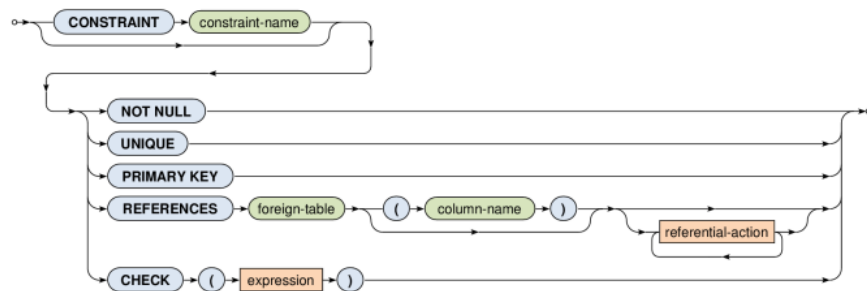 CONSTRAINT constraint-name
NOT NULL
UNIQUE
PRIMARY KEY
REFERENCES foreign-table ( column-name )
referential-action
CHECK ( expression )